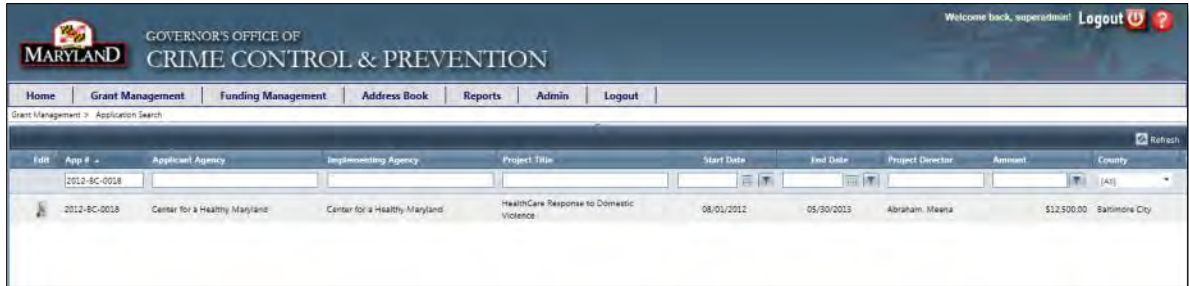 Welcome back, superadmin! Logout ?
GOVERNOR'S OFFICE OF
MARYLAND CRIME CONTROL & PREVENTION
Home Grant Management Funding Management Address Book Reports Admin Logout
Grant Management > Application Search
Refresh
Edit App # Applicant Agency Implementing Agency Project Title Start Date End Date Project Director Amount County
2012-BC-0018 [All]
2012-BC-0018 Center for a Healthy Maryland Center for a Healthy Maryland HealthCare Response to Domestic 08/01/2012 05/30/2013 Abraham, Meena $12,500.00 Baltimore City
Violence